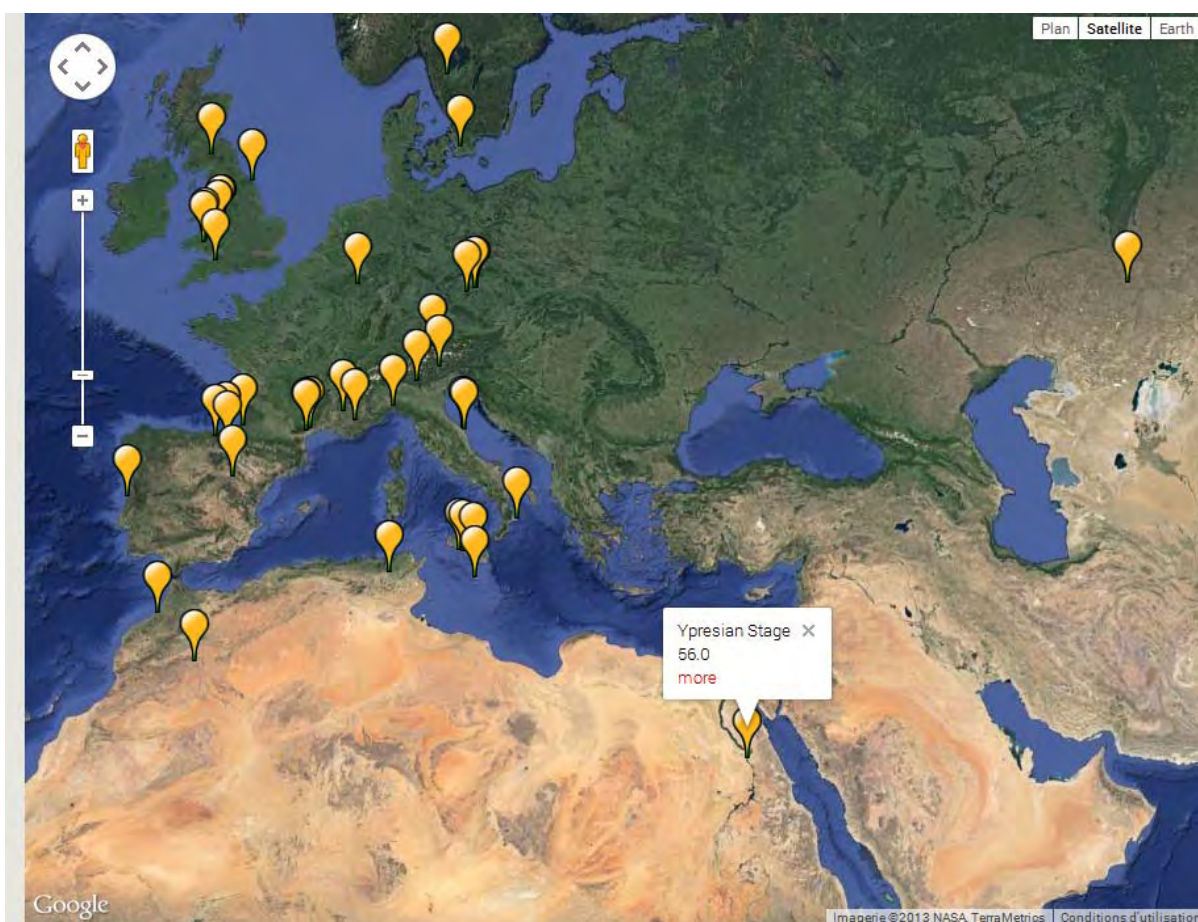 Plan Satellite Earth
Ypresian Stage
56.0
more
Google
Imagerie ©2013 NASA, TerraMetrics Conditions d'utilisation